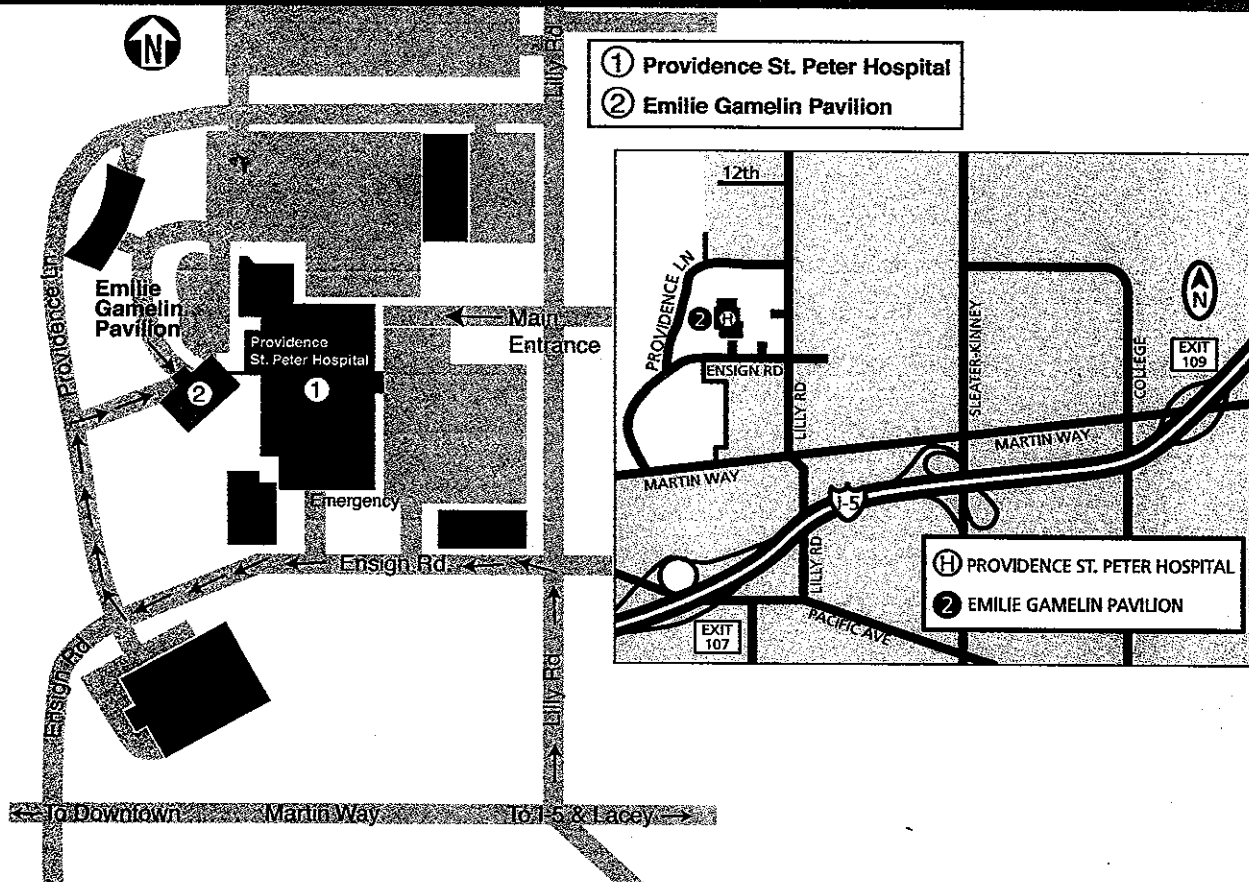 N
Lilly Rd
1 Providence St. Peter Hospital
2 Emilie Gamelin Pavilion
Providence Ln
Emilie
Gamelin
Pavilion
Providence
St. Peter Hospital
1
2
Main
Entrance
Emergency
Ensign Rd.
Ensign Rd.
Lilly Rd.
To Downtown
Martin Way
To I-5 & Lacey
12th
PROVIDENCE LN
2
H
ENSIGN RD
LILLY RD
SLEATER-KINNEY
COLLEGE
N
EXIT
109
MARTIN WAY
MARTIN WAY
I-5
LILLY RD
H PROVIDENCE ST. PETER HOSPITAL
2 EMILIE GAMELIN PAVILION
EXIT
107
PACIFIC AVE